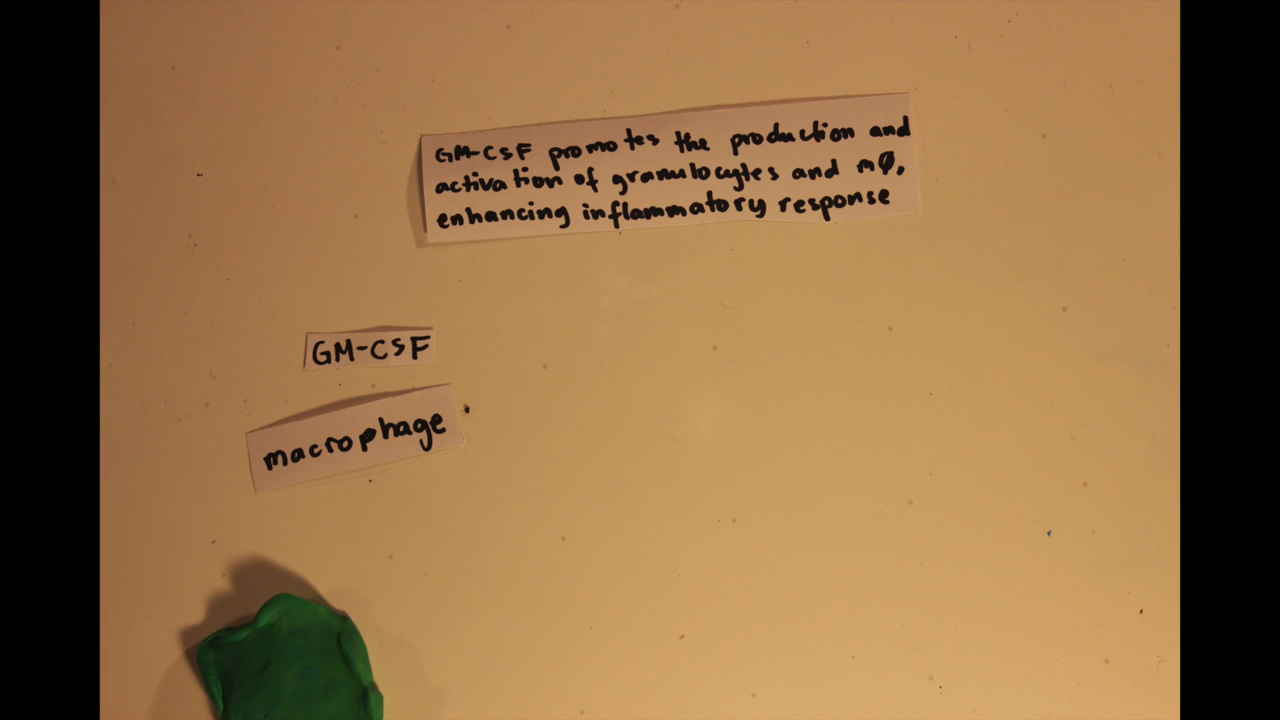 GM-CSF promotes the production and
activation of granulocytes and mØ,
enhancing inflammatory response
GM-CSF
macrophage